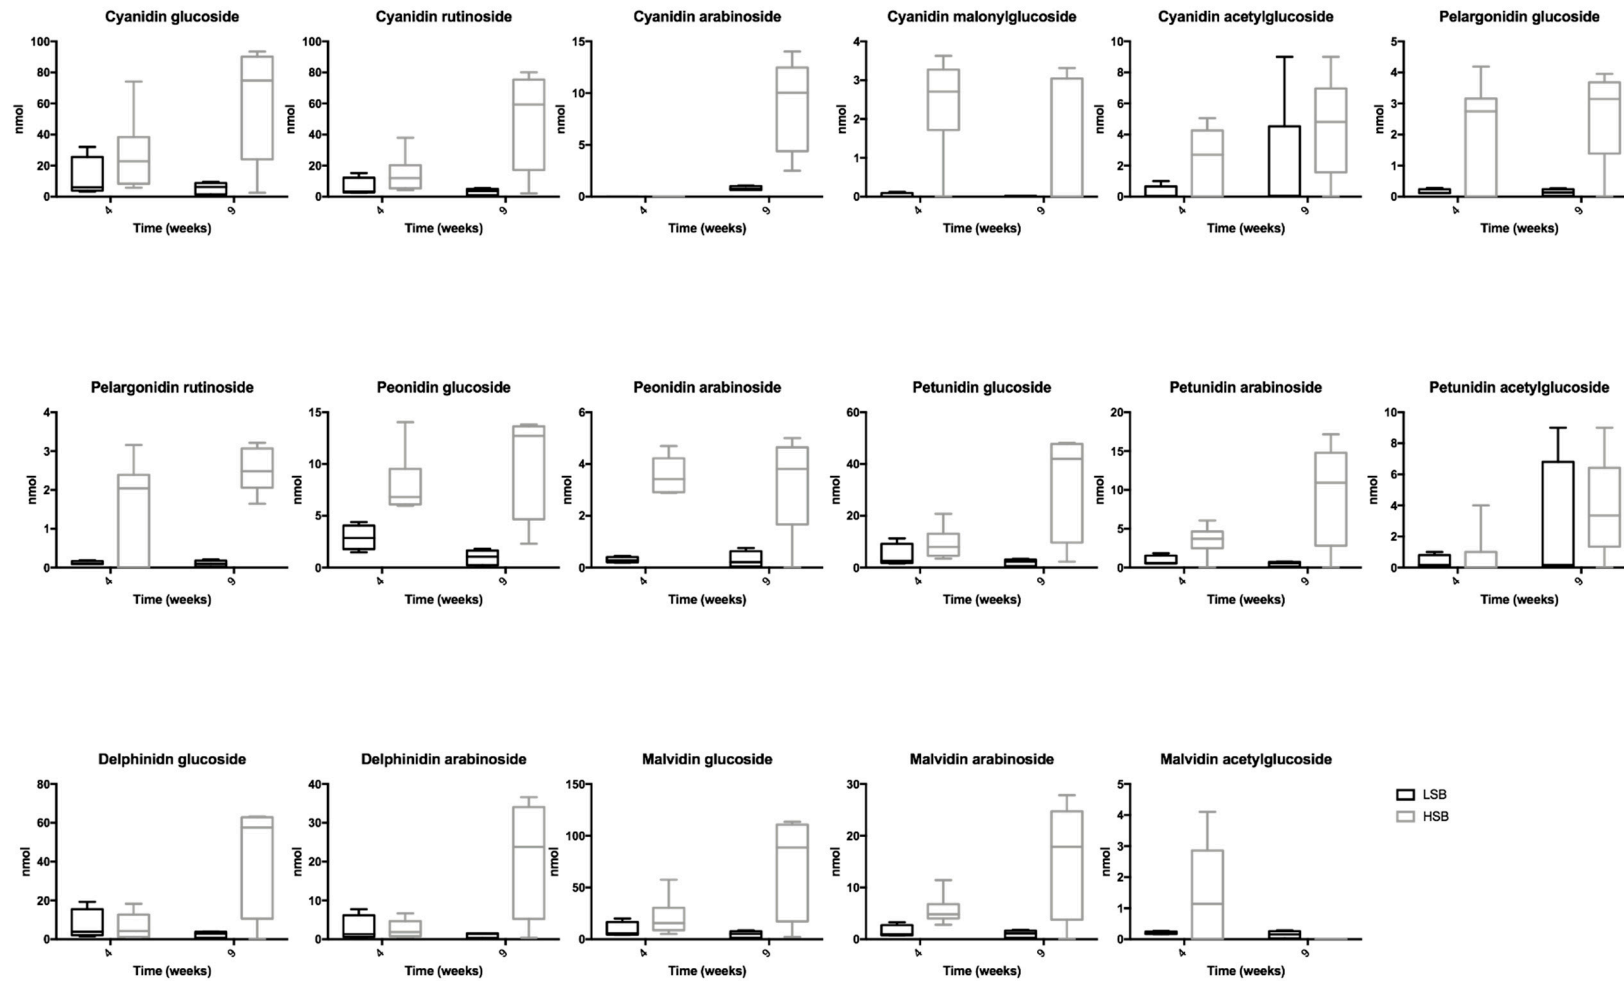 Cyanidin glucoside
100
80
60
40
20
0
nmol
4
9
Time (weeks)
Cyanidin rutinoside
100
80
60
40
20
0
nmol
4
9
Time (weeks)
Cyanidin arabinoside
15
10
5
0
nmol
4
9
Time (weeks)
Cyanidin malonylglucoside
4
3
2
1
0
nmol
4
9
Time (weeks)
Cyanidin acetylglucoside
10
8
6
4
2
0
nmol
4
9
Time (weeks)
Pelargonidin glucoside
5
4
3
2
1
0
nmol
4
9
Time (weeks)
Pelargonidin rutinoside
4
3
2
1
0
nmol
4
9
Time (weeks)
Peonidin glucoside
15
10
5
0
nmol
4
9
Time (weeks)
Peonidin arabinoside
6
4
2
0
nmol
4
9
Time (weeks)
Petunidin glucoside
60
40
20
0
nmol
4
9
Time (weeks)
Petunidin arabinoside
20
15
10
5
0
nmol
4
9
Time (weeks)
Petunidin acetylglucoside
10
8
6
4
2
0
nmol
4
9
Time (weeks)
Delphinidn glucoside
80
60
40
20
0
nmol
4
9
Time (weeks)
Delphinidin arabinoside
40
30
20
10
0
nmol
4
9
Time (weeks)
Malvidin glucoside
150
100
50
0
nmol
4
9
Time (weeks)
Malvidin arabinoside
30
20
10
0
nmol
4
9
Time (weeks)
Malvidin acetylglucoside
5
4
3
2
1
0
nmol
4
9
Time (weeks)
LSB
HSB